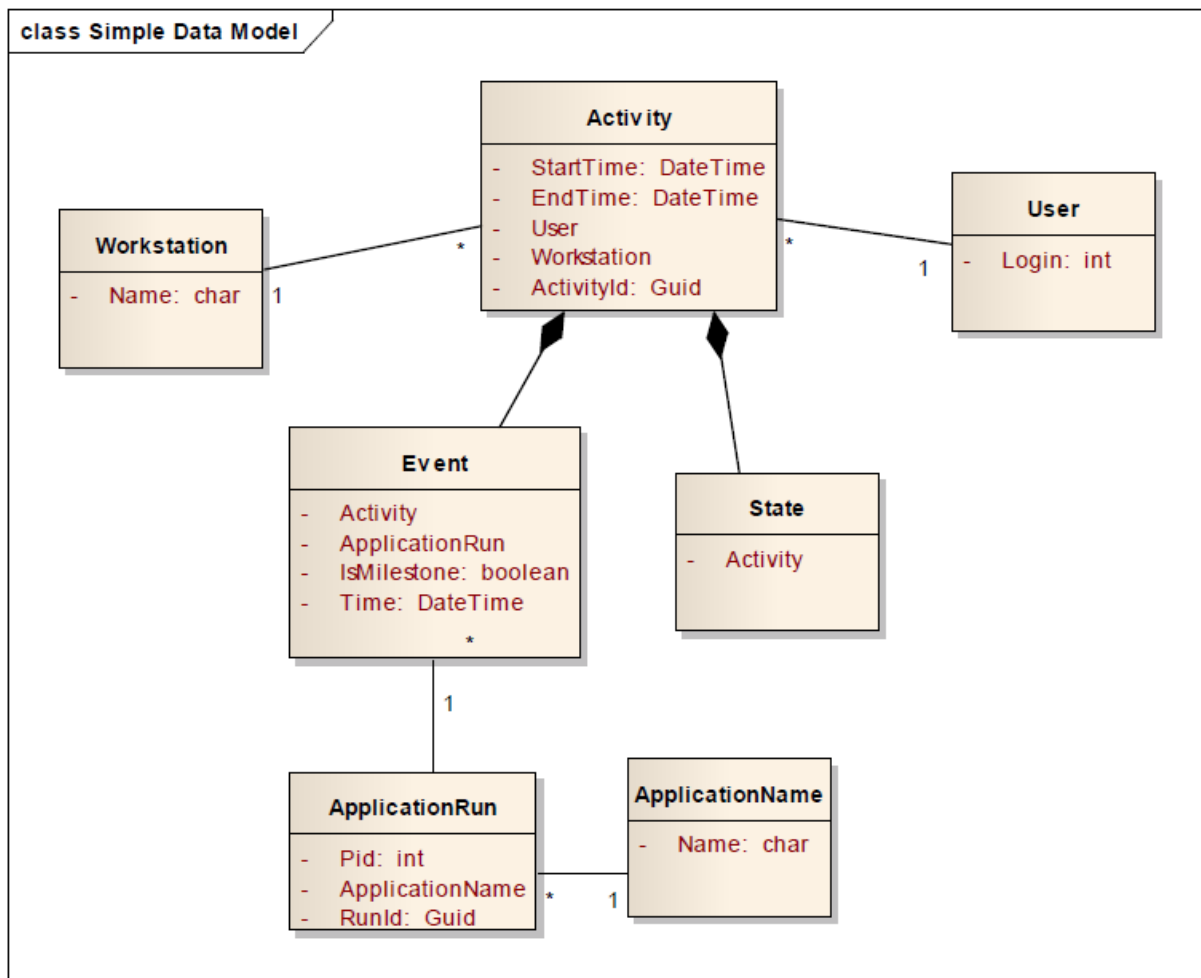 class Simple Data Model
Activity
- StartTime: DateTime
- EndTime: DateTime
- User
- Workstation
- ActivityId: Guid
Workstation
- Name: char
User
- Login: int
*
1
*
1
Event
- Activity
- ApplicationRun
- IsMilestone: boolean
- Time: DateTime
*
State
- Activity
1
ApplicationRun
- Pid: int
- ApplicationName
- RunId: Guid
ApplicationName
- Name: char
*
1